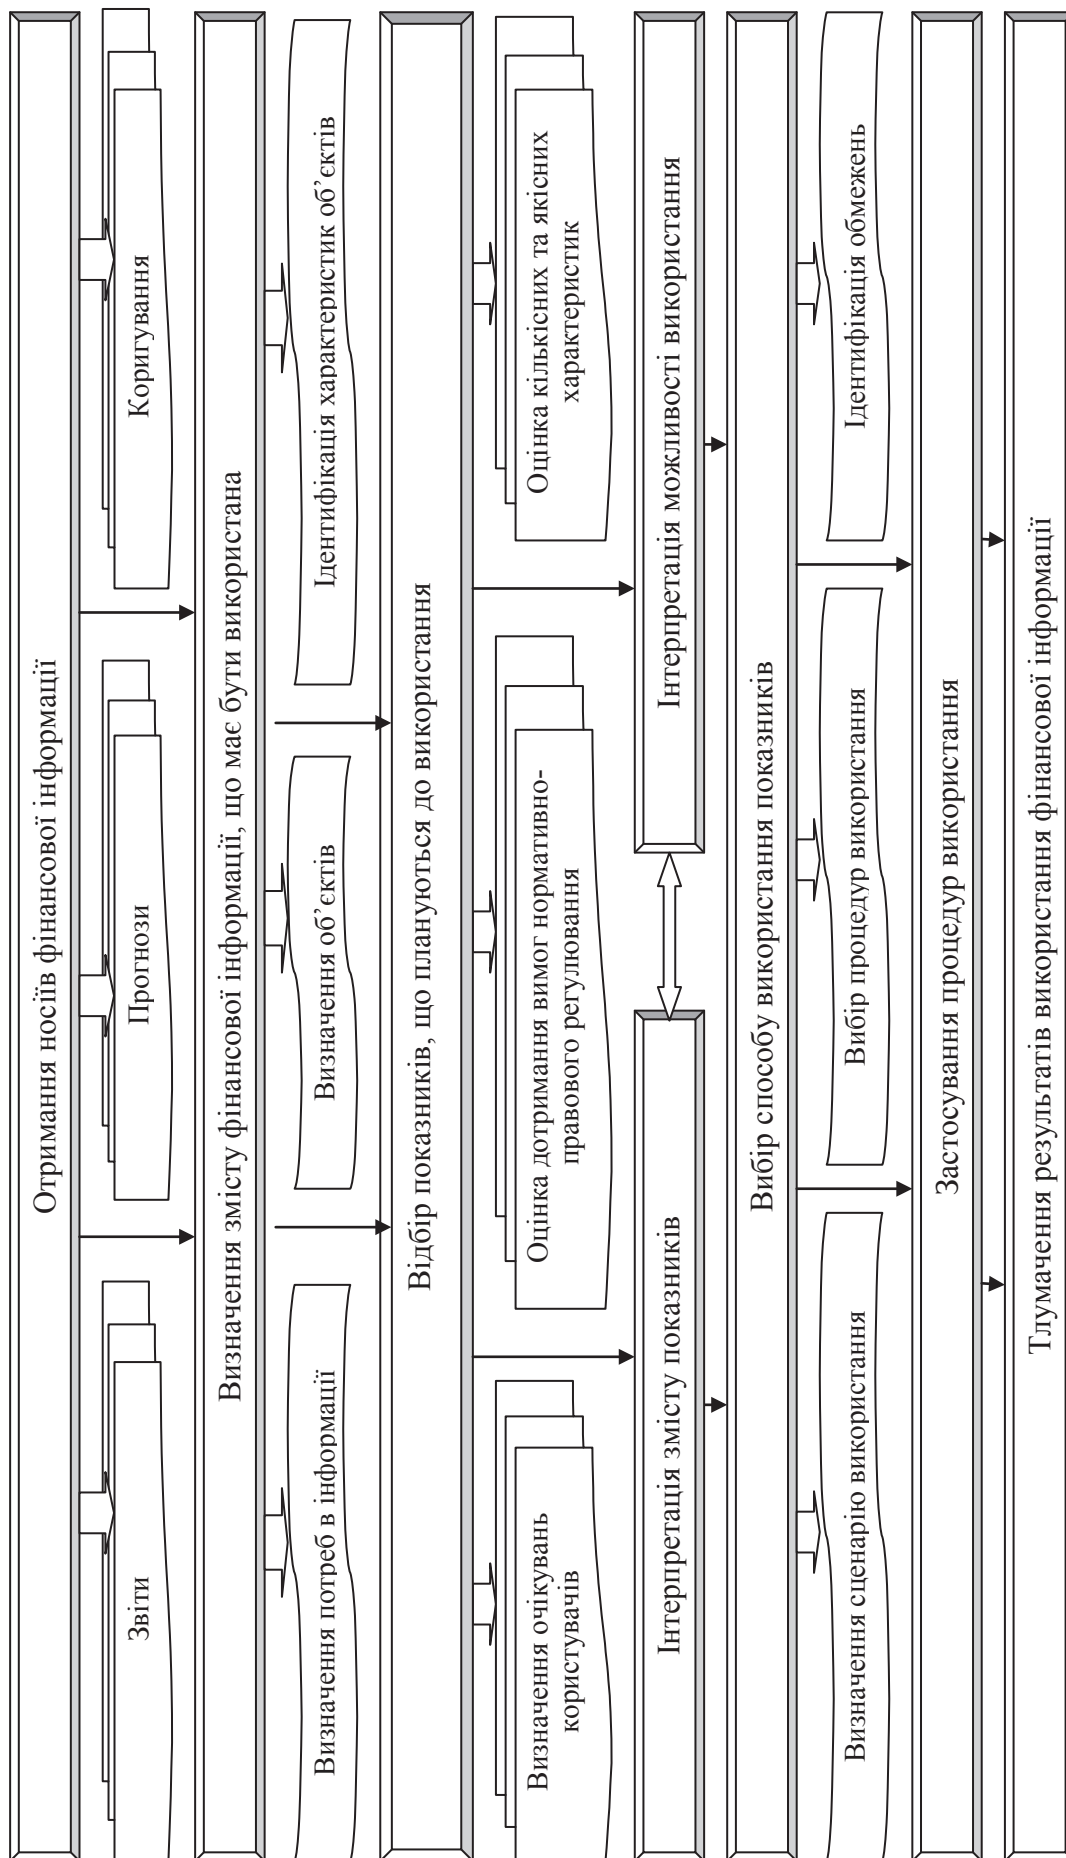 Отримання носіїв фінансової інформації
Звіти
Прогнози
Коригування
Визначення змісту фінансової інформації, що має бути використана
Визначення потреб в інформації
Визначення об’єктів
Ідентифікація характеристик об’єктів
Відбір показників, що плануються до використання
Визначення очікувань
користувачів
Оцінка дотримання вимог нормативно-
правового регулювання
Оцінка кількісних та якісних
характеристик
Інтерпретація змісту показників
Інтерпретація можливості використання
Вибір способу використання показників
Визначення сценарію використання
Вибір процедур використання
Ідентифікація обмежень
Застосування процедур використання
Тлумачення результатів використання фінансової інформації